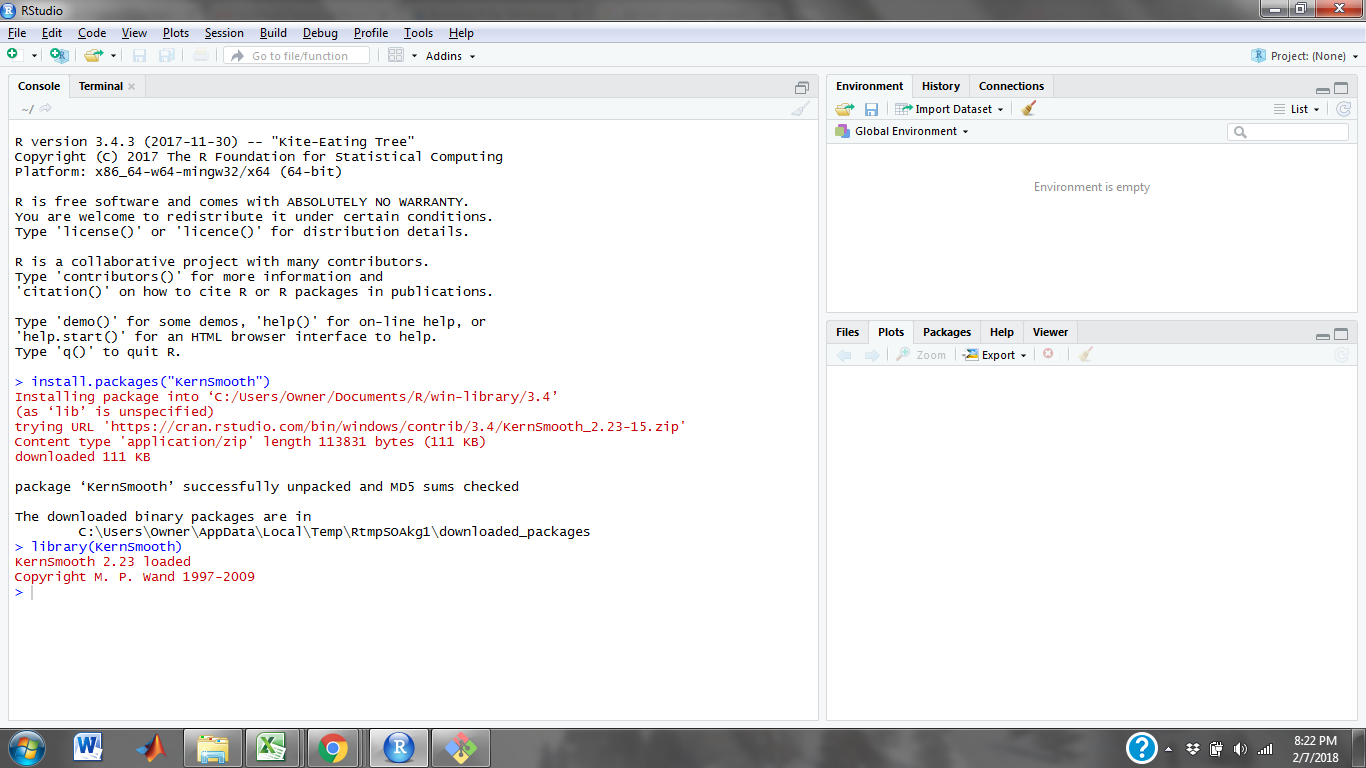 RStudio
File Edit Code View Plots Session Build Debug Profile Tools Help
Go to file/function Addins Project: (None)
Console Terminal
~/
R version 3.4.3 (2017-11-30) -- "Kite-Eating Tree"
Copyright (C) 2017 The R Foundation for Statistical Computing
Platform: x86_64-w64-mingw32/x64 (64-bit)
R is free software and comes with ABSOLUTELY NO WARRANTY.
You are welcome to redistribute it under certain conditions.
Type 'license()' or 'licence()' for distribution details.
R is a collaborative project with many contributors.
Type 'contributors()' for more information and
'citation()' on how to cite R or R packages in publications.
Type 'demo()' for some demos, 'help()' for on-line help, or
'help.start()' for an HTML browser interface to help.
Type 'q()' to quit R.
> install.packages("KernSmooth")
Installing package into ‘C:/Users/Owner/Documents/R/win-library/3.4’
(as ‘lib’ is unspecified)
trying URL 'https://cran.rstudio.com/bin/windows/contrib/3.4/KernSmooth_2.23-15.zip'
Content type 'application/zip' length 113831 bytes (111 KB)
downloaded 111 KB
package ‘KernSmooth’ successfully unpacked and MD5 sums checked
The downloaded binary packages are in
C:\Users\Owner\AppData\Local\Temp\RtmpSOAkg1\downloaded_packages
> library(KernSmooth)
KernSmooth 2.23 loaded
Copyright M. P. Wand 1997-2009
>
Environment History Connections
Import Dataset List
Global Environment
Environment is empty
Files Plots Packages Help Viewer
Zoom Export
8:22 PM
2/7/2018